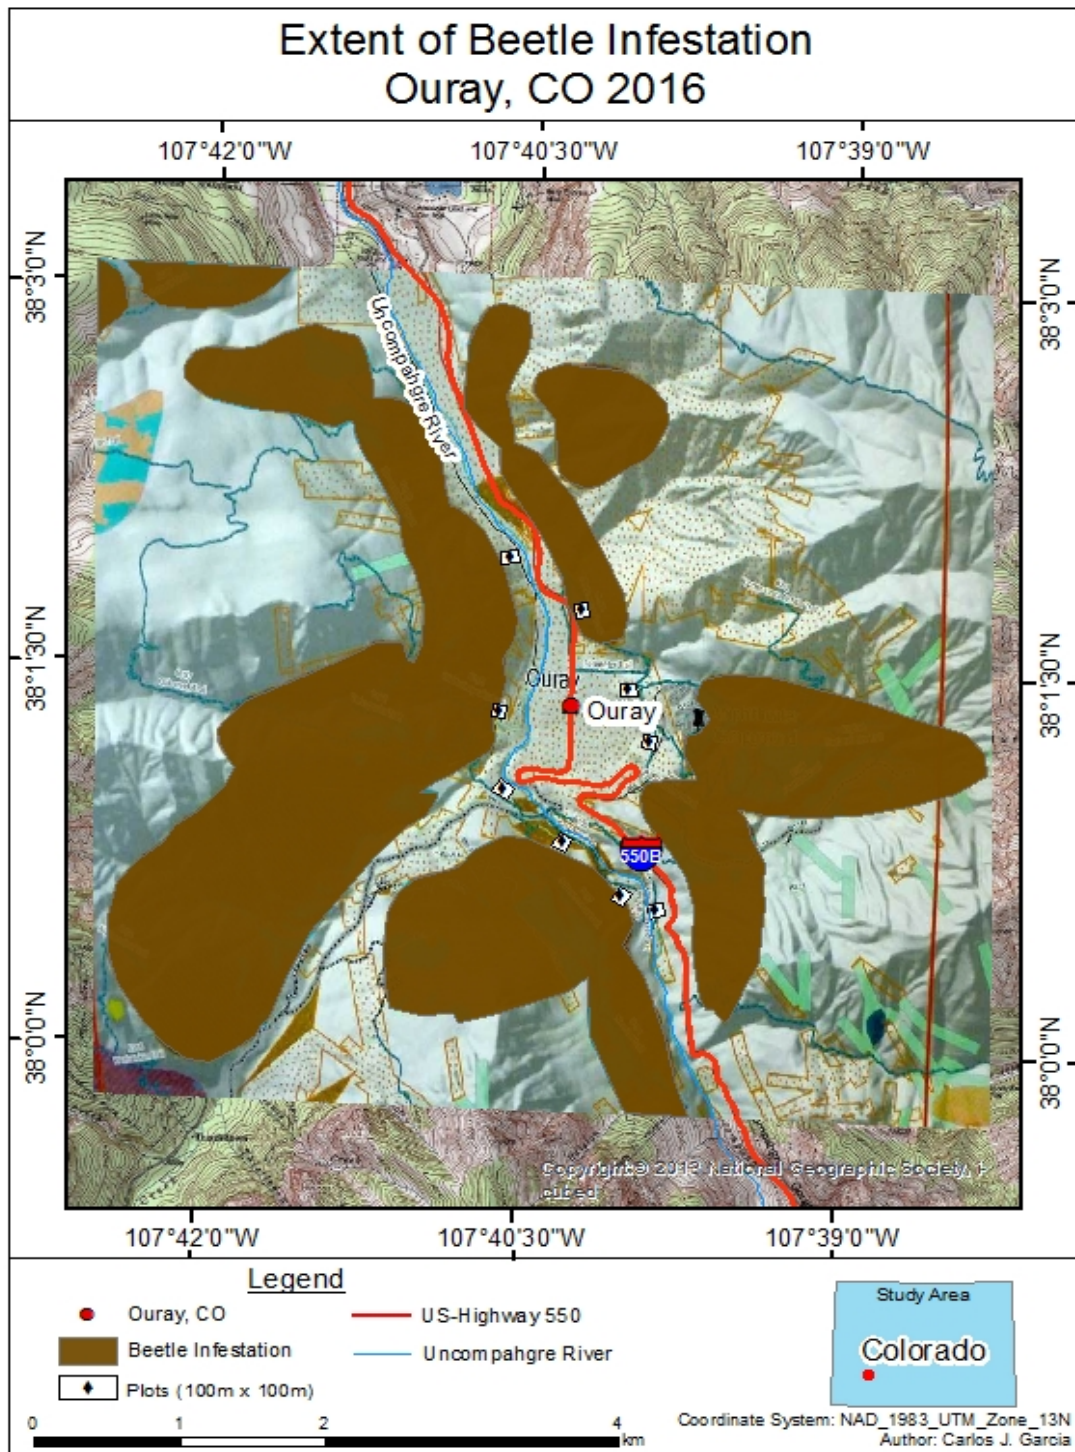 Extent of Beetle Infestation
Ouray, CO 2016
107°42'0"W
107°40'30"W
107°39'0"W
38°3'0"N
38°3'0"N
Uncompahgre River
38°1'30"N
38°1'30"N
Ouray
Ouray
550B
38°0'0"N
38°0'0"N
Copyright:© 2013 National Geographic Society, i-
cubed
107°42'0"W
107°40'30"W
107°39'0"W
Legend
Ouray, CO
US-Highway 550
Beetle Infestation
Uncompahgre River
Plots (100m x 100m)
Study Area
Colorado
0 1 2 4
km
Coordinate System: NAD_1983_UTM_Zone_13N
Author: Carlos J. Garcia